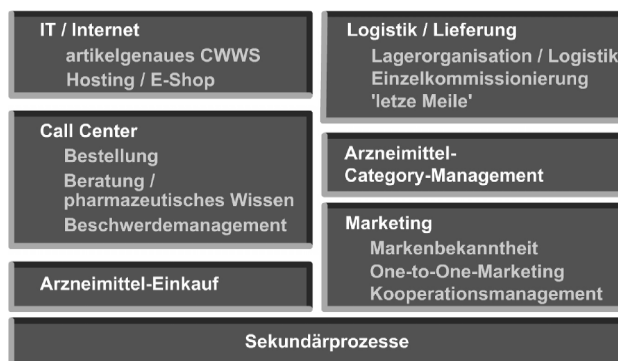 IT / Internet
artikelgenaues CWWS
Hosting / E-Shop
Call Center
Bestellung
Beratung /
pharmazeutisches Wissen
Beschwerdemanagement
Arzneimittel-Einkauf
Logistik / Lieferung
Lagerorganisation / Logistik
Einzelkommissionierung
'letze Meile'
Arzneimittel-
Category-Management
Marketing
Markenbekanntheit
One-to-One-Marketing
Kooperationsmanagement
Sekundärprozesse